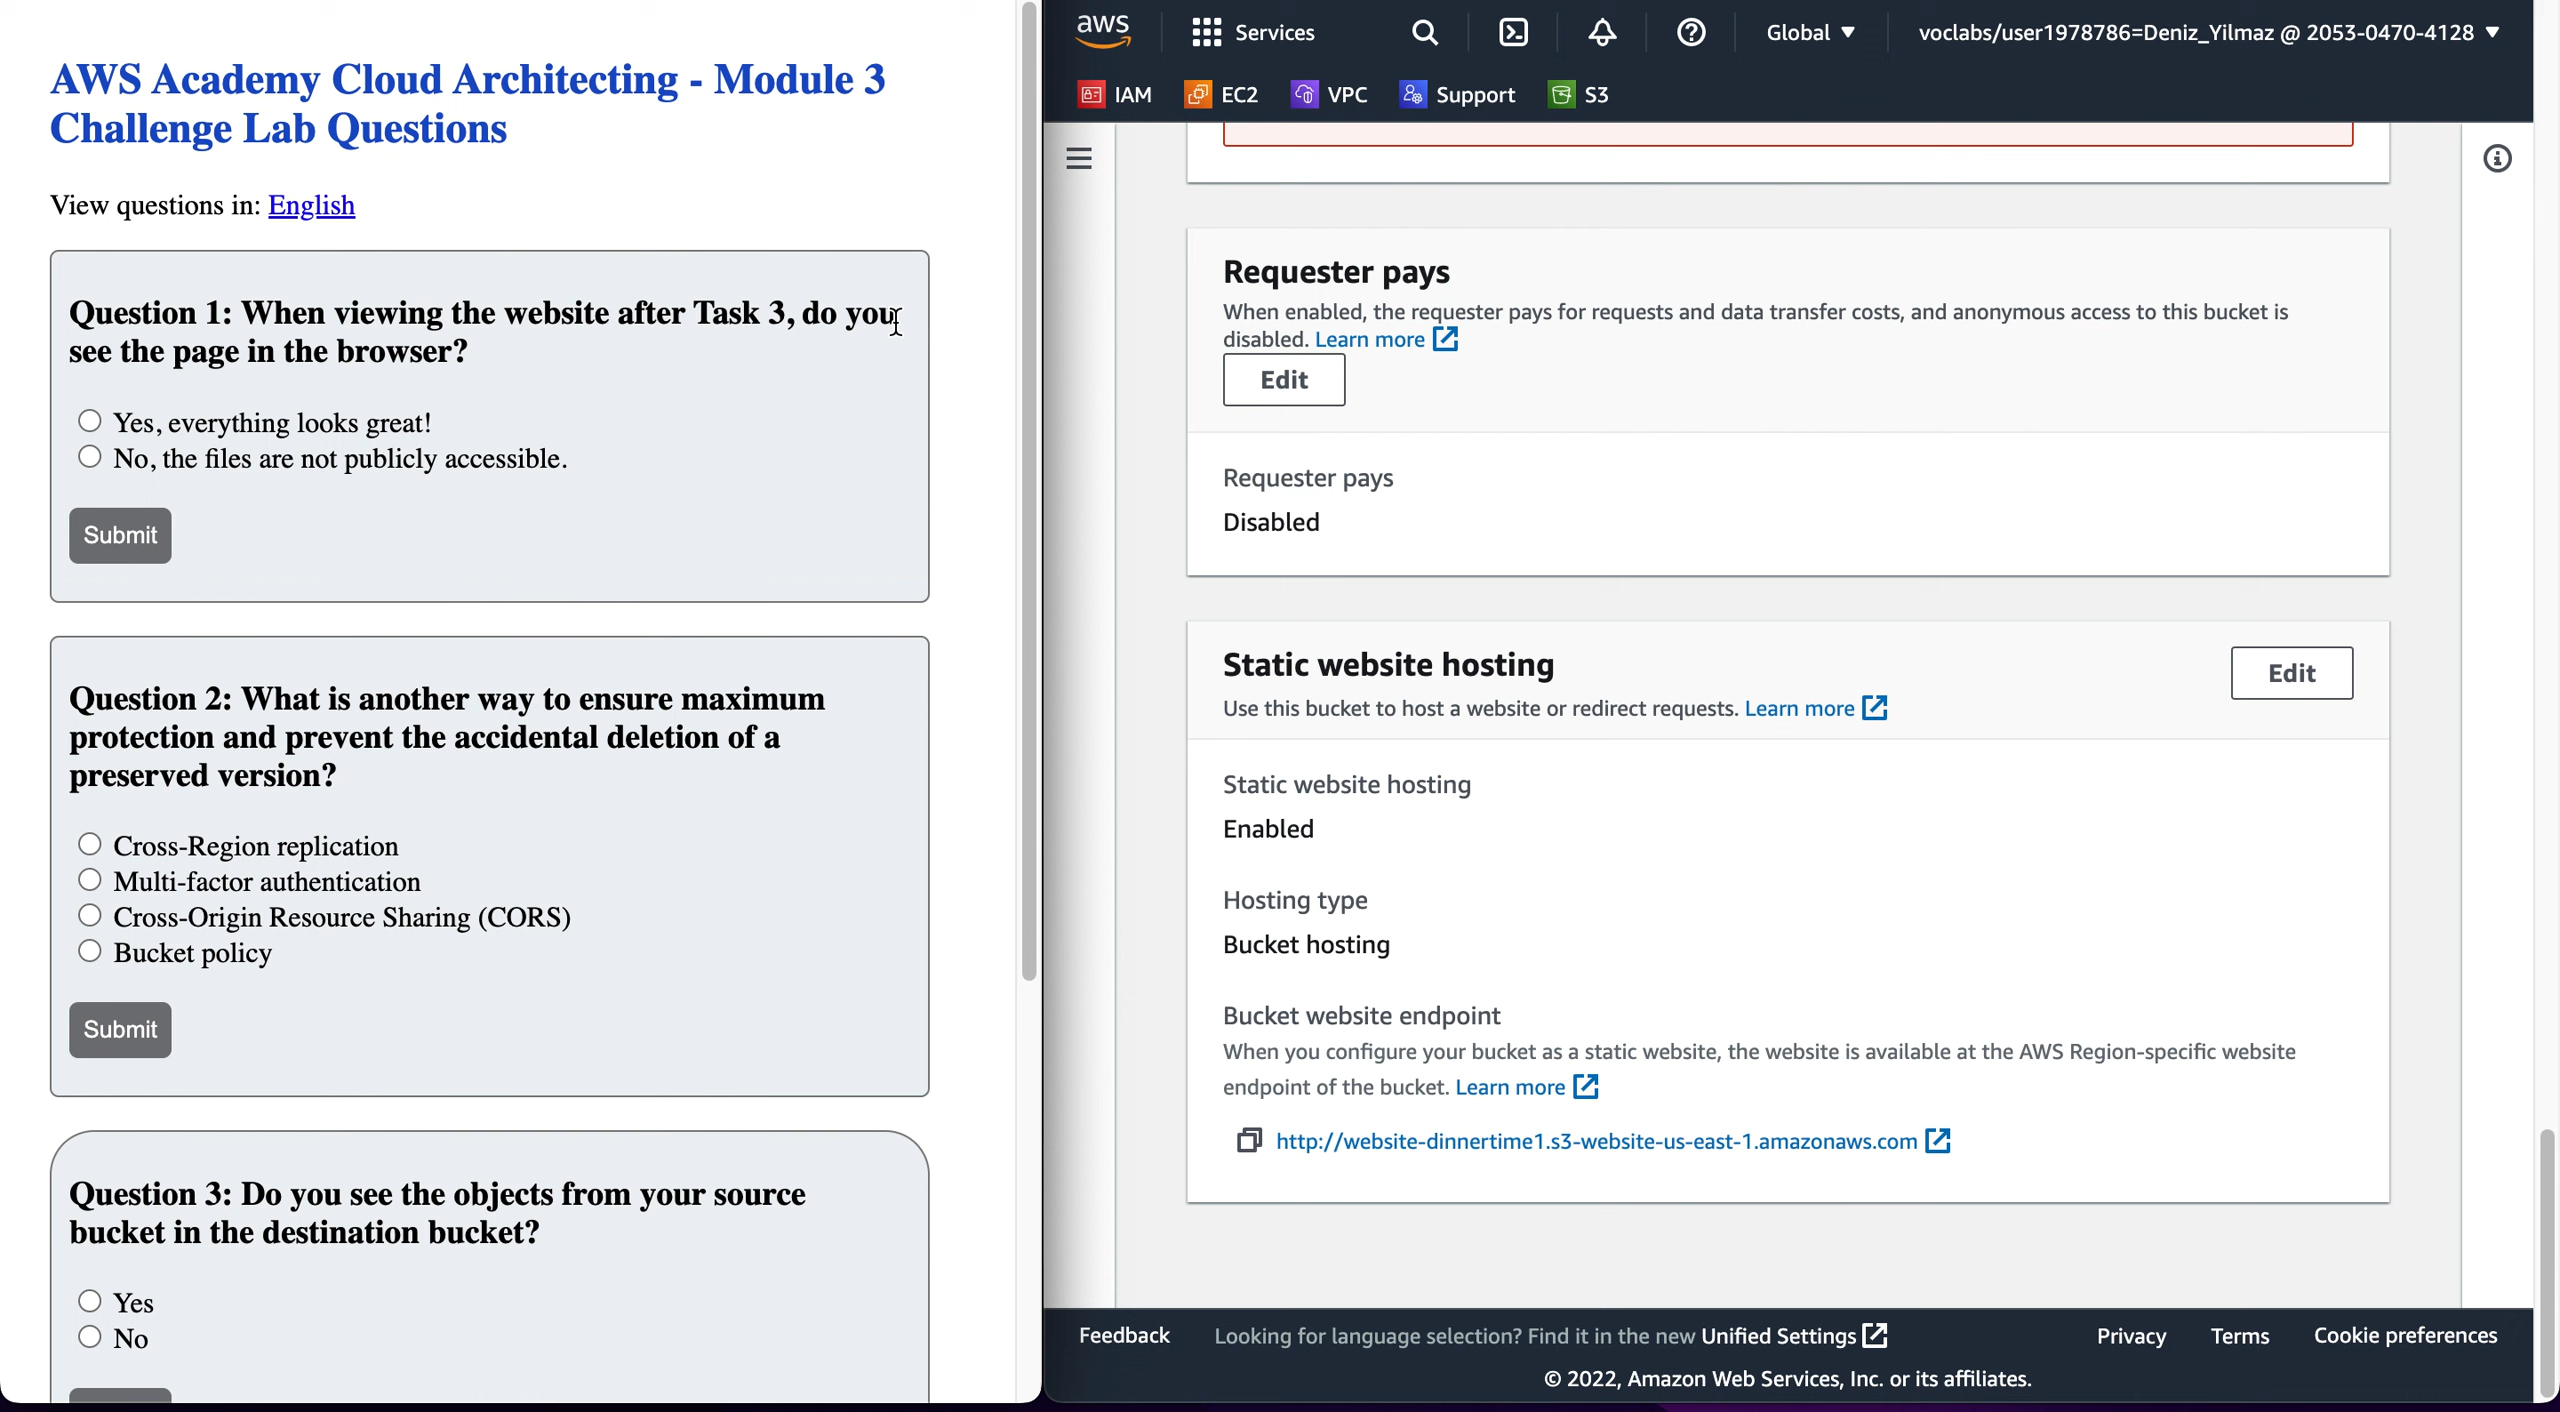 AWS Academy Cloud Architecting - Module 3
Challenge Lab Questions
View questions in: English
Question 1: When viewing the website after Task 3, do you
see the page in the browser?
Yes, everything looks great!
No, the files are not publicly accessible.
Submit
Question 2: What is another way to ensure maximum
protection and prevent the accidental deletion of a
preserved version?
Cross-Region replication
Multi-factor authentication
Cross-Origin Resource Sharing (CORS)
Bucket policy
Submit
Question 3: Do you see the objects from your source
bucket in the destination bucket?
Yes
No
aws
Services
Global
voclabs/user1978786=Deniz_Yilmaz @ 2053-0470-4128
IAM
EC2
VPC
Support
S3
Requester pays
When enabled, the requester pays for requests and data transfer costs, and anonymous access to this bucket is
disabled. Learn more
Edit
Requester pays
Disabled
Static website hosting
Edit
Use this bucket to host a website or redirect requests. Learn more
Static website hosting
Enabled
Hosting type
Bucket hosting
Bucket website endpoint
When you configure your bucket as a static website, the website is available at the AWS Region-specific website
endpoint of the bucket. Learn more
http://website-dinnertime1.s3-website-us-east-1.amazonaws.com
Feedback
Looking for language selection? Find it in the new Unified Settings
Privacy
Terms
Cookie preferences
© 2022, Amazon Web Services, Inc. or its affiliates.